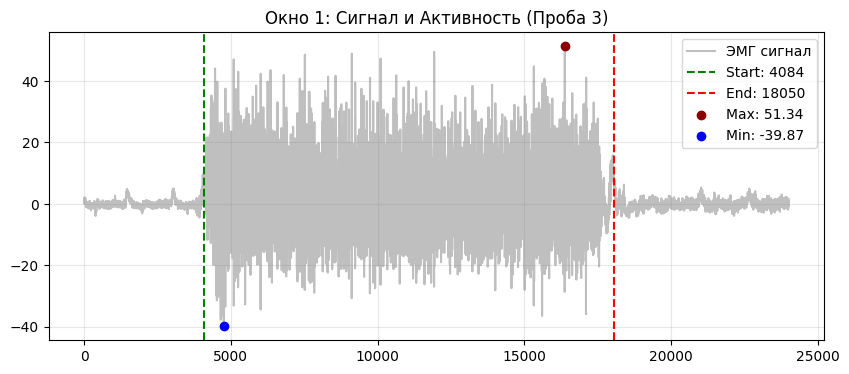 Окно 1: Сигнал и Активность (Проба 3)
ЭМГ сигнал
Start: 4084
End: 18050
Max: 51.34
Min: -39.87
40
20
0
−20
−40
0
5000
10000
15000
20000
25000